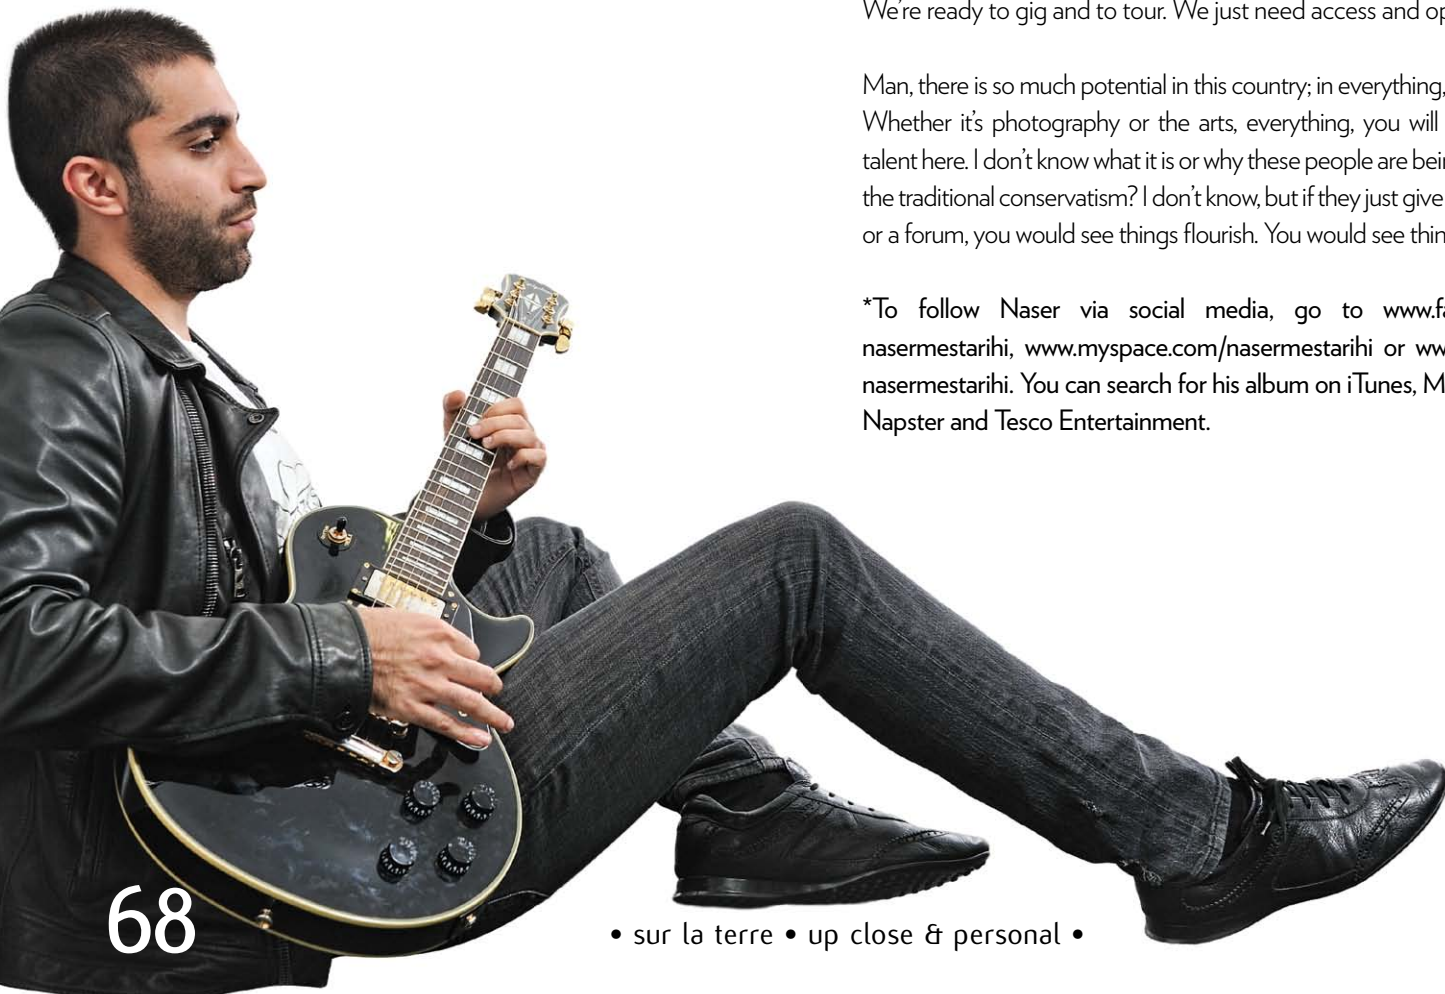 We're ready to gig and to tour. We just need access and op
Man, there is so much potential in this country; in everything,
Whether it's photography or the arts, everything, you will
talent here. I don't know what it is or why these people are bein
the traditional conservatism? I don't know, but if they just give
or a forum, you would see things flourish. You would see thin
*To follow Naser via social media, go to www.fa
nasermestarihi, www.myspace.com/nasermestarihi or ww
nasermestarihi. You can search for his album on iTunes, M
Napster and Tesco Entertainment.
68
• sur la terre • up close & personal •